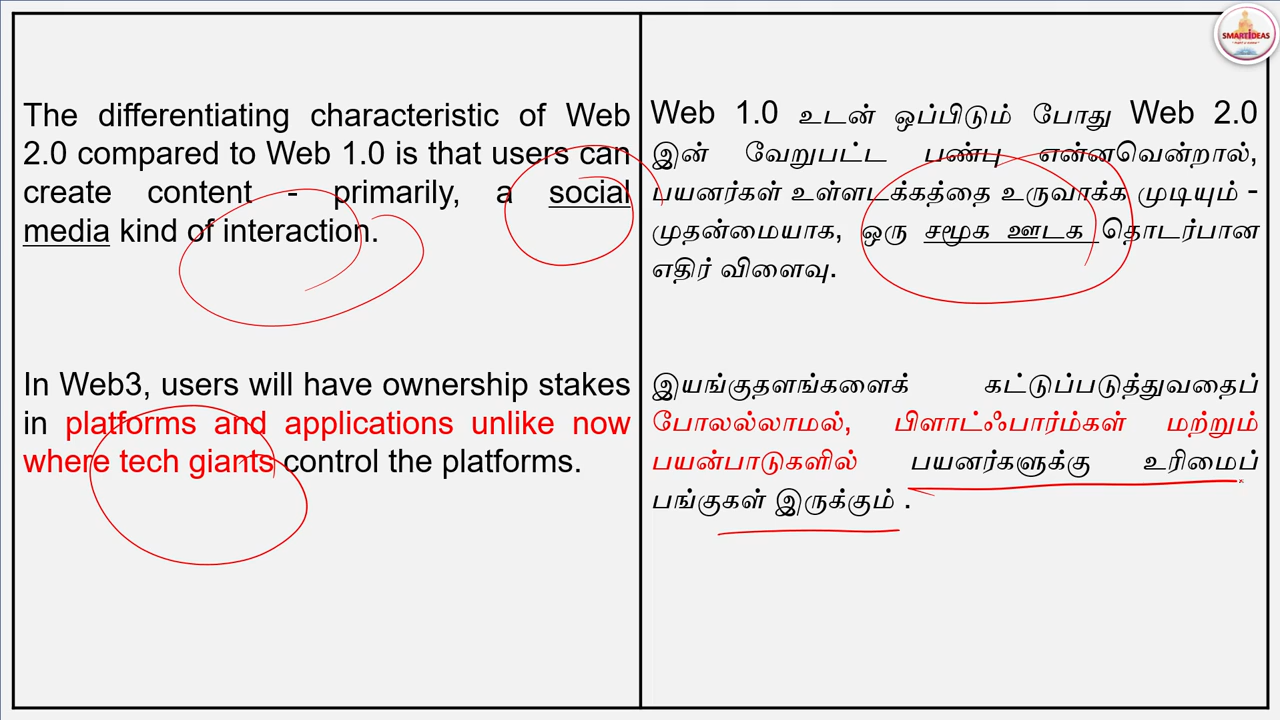 SMARTIDEAS
The differentiating characteristic of Web
2.0 compared to Web 1.0 is that users can
create content - primarily, a social
media kind of interaction.
In Web3, users will have ownership stakes
in platforms and applications unlike now
where tech giants control the platforms.
Web 1.0 உடன் ஒப்பிடும் போது Web 2.0
இன் வேறுபட்ட பண்பு என்னவென்றால்,
பயனர்கள் உள்ளடக்கத்தை உருவாக்க முடியும் -
முதன்மையாக, ஒரு சமூக ஊடக தொடர்பான
எதிர் விளைவு.
இயங்குதளங்களைக் கட்டுப்படுத்துவதைப்
போலல்லாமல், பிளாட்ஃபார்ம்கள் மற்றும்
பயன்பாடுகளில் பயனர்களுக்கு உரிமைப்
பங்குகள் இருக்கும் .